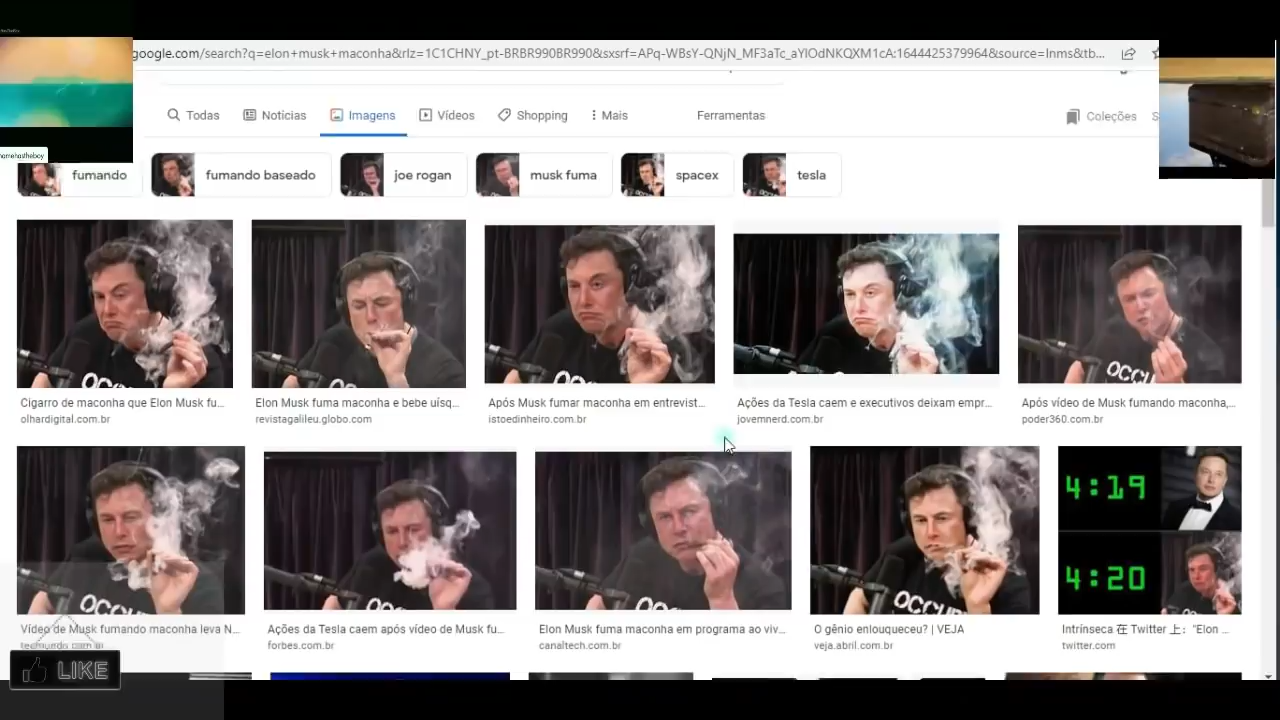 google.com/search?q=elon+musk+maconha&rlz=1C1CHNY_pt-BRBR990BR990&sxsrf=APq-WBsY-QNjN_MF3aTc_aYlOdNKQXM1cA:1644425379964&source=lnms&tb...
Todas Notícias Imagens Vídeos Shopping Mais Ferramentas Coleções S
fumando fumando baseado joe rogan musk fuma spacex tesla
OCCU
Cigarro de maconha que Elon Musk fu... Elon Musk fuma maconha e bebe uísq... Após Musk fumar maconha em entrevist... Ações da Tesla caem e executivos deixam empr... Após vídeo de Musk fumando maconha,...
olhardigital.com.br revistagalileu.globo.com istoedinheiro.com.br jovemnerd.com.br poder360.com.br
4:19
4:20
Vídeo de Musk fumando maconha leva N... Ações da Tesla caem após vídeo de Musk fu... Elon Musk fuma maconha em programa ao viv... O gênio enlouqueceu? | VEJA Intrínseca 在 Twitter 上: "Elon ...
tecmundo.com.br forbes.com.br canaltech.com.br veja.abril.com.br twitter.com
LIKE